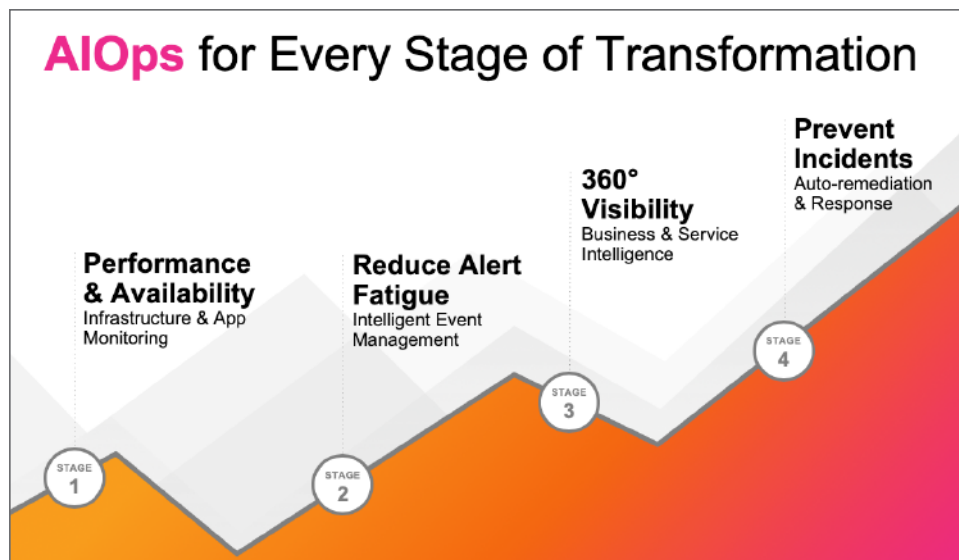 AIOps for Every Stage of Transformation
Performance
& Availability
Infrastructure & App
Monitoring
STAGE
1
Reduce Alert
Fatigue
Intelligent Event
Management
STAGE
2
360°
Visibility
Business & Service
Intelligence
STAGE
3
Prevent
Incidents
Auto-remediation
& Response
STAGE
4